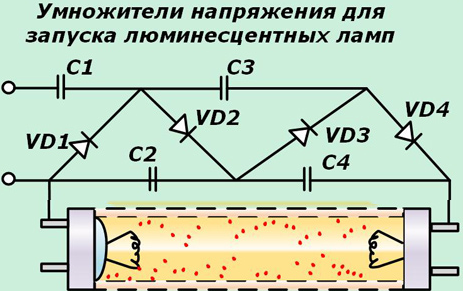 Умножители напряжения для
запуска люминесцентных ламп
C1
C3
VD1
VD2
VD3
VD4
C2
C4